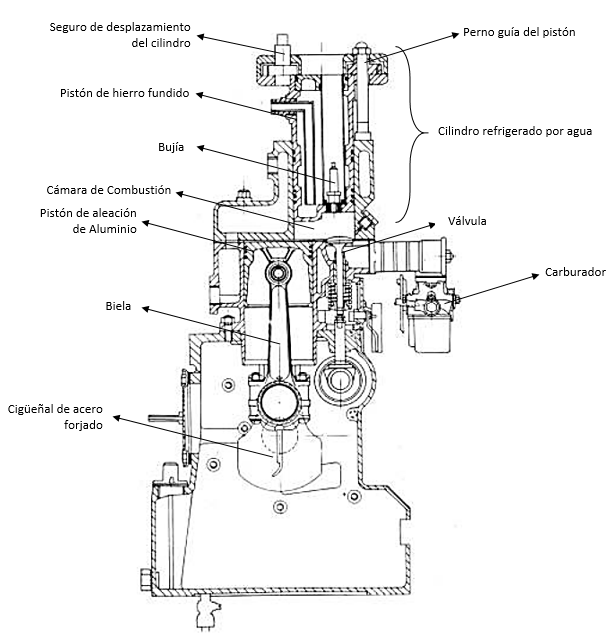 Seguro de desplazamiento
del cilindro
Perno guía del pistón
Pistón de hierro fundido
Cilindro refrigerado por agua
Bujía
Cámara de Combustión
Pistón de aleación
de Aluminio
Válvula
Carburador
Biela
Cigüeñal de acero
forjado